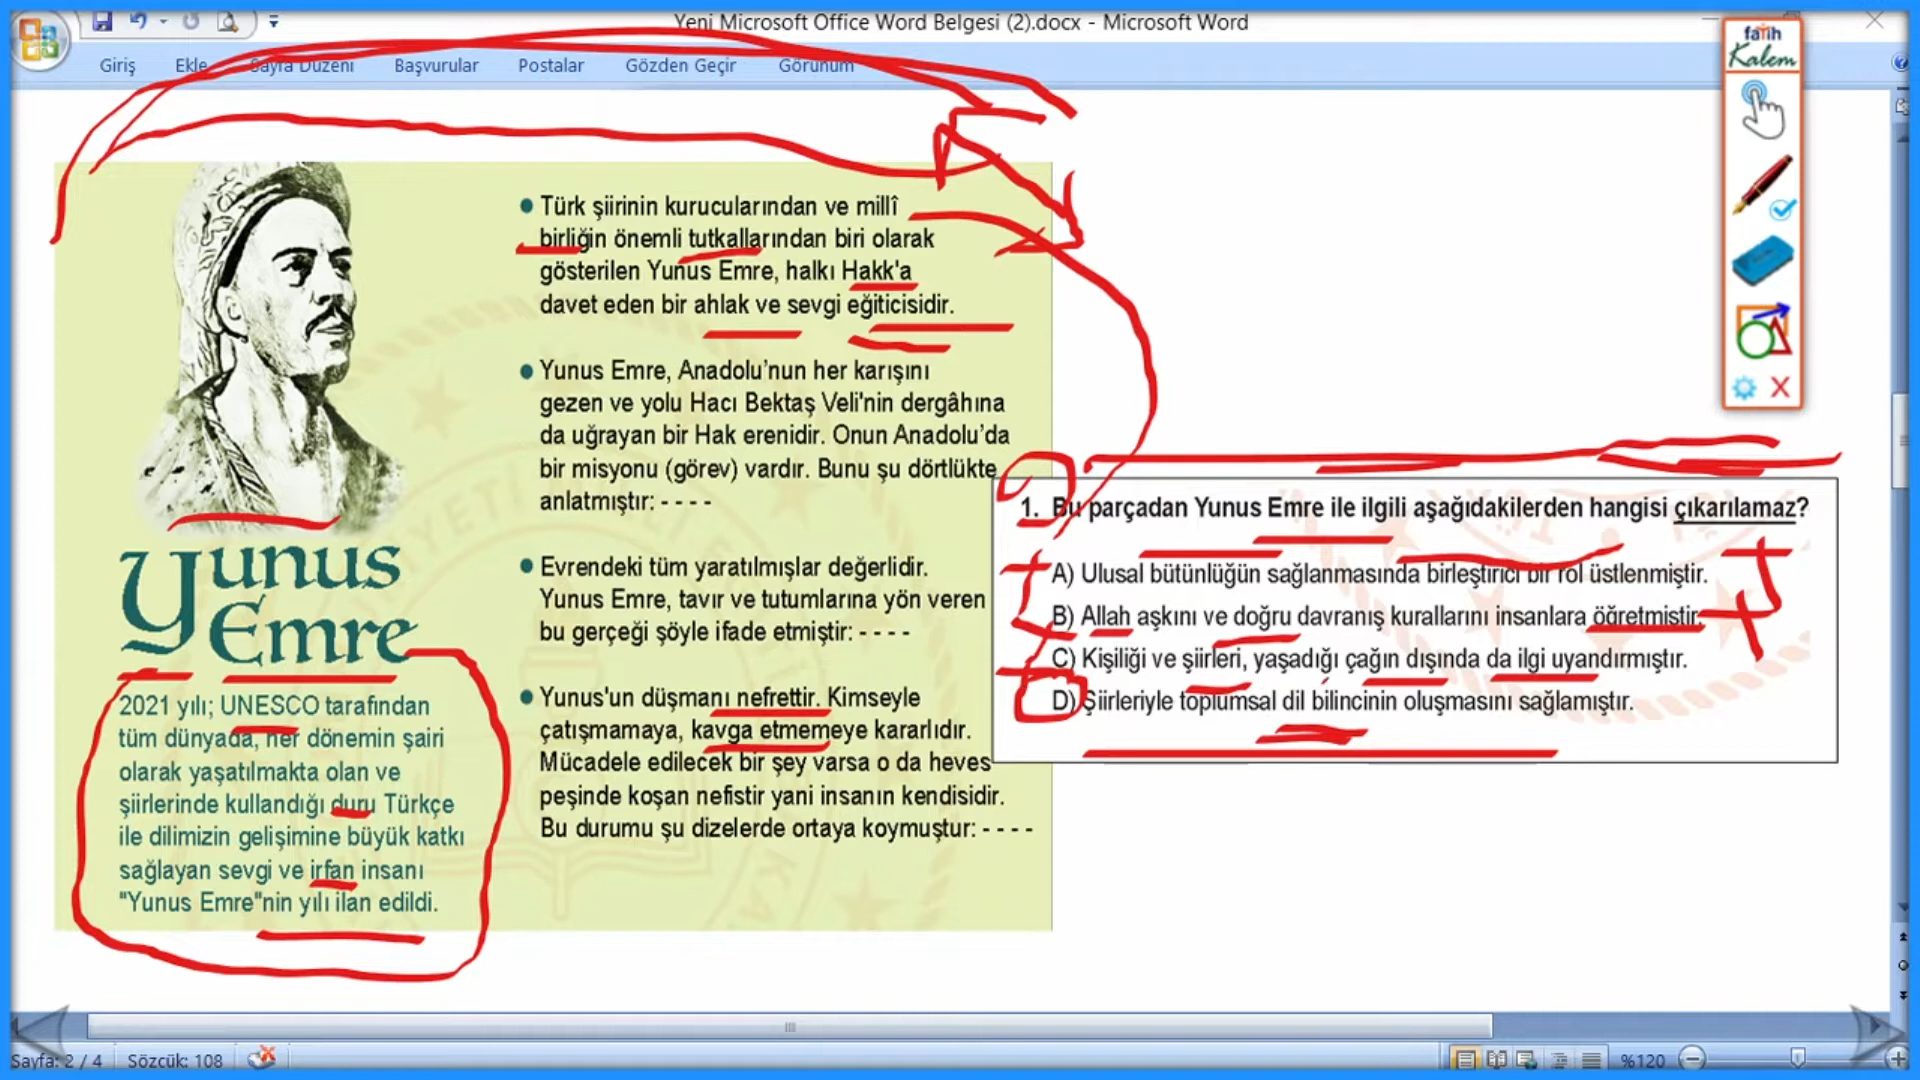 Yeni Microsoft Office Word Belgesi (2).docx - Microsoft Word
Giriş Ekle Sayfa Düzeni Başvurular Postalar Gözden Geçir Görünüm
fatih
Kalem
Yunus
Emre
2021 yılı; UNESCO tarafından
tüm dünyada, her dönemin şairi
olarak yaşatılmakta olan ve
şiirlerinde kullandığı duru Türkçe
ile dilimizin gelişimine büyük katkı
sağlayan sevgi ve irfan insanı
"Yunus Emre"nin yılı ilan edildi.
● Türk şiirinin kurucularından ve millî
birliğin önemli tutkallarından biri olarak
gösterilen Yunus Emre, halkı Hakk'a
davet eden bir ahlak ve sevgi eğiticisidir.
● Yunus Emre, Anadolu’nun her karışını
gezen ve yolu Hacı Bektaş Veli'nin dergâhına
da uğrayan bir Hak erenidir. Onun Anadolu’da
bir misyonu (görev) vardır. Bunu şu dörtlükte
anlatmıştır: - - - -
● Evrendeki tüm yaratılmışlar değerlidir.
Yunus Emre, tavır ve tutumlarına yön veren
bu gerçeği şöyle ifade etmiştir: - - - -
● Yunus'un düşmanı nefrettir. Kimseyle
çatışmamaya, kavga etmemeye kararlıdır.
Mücadele edilecek bir şey varsa o da heves
peşinde koşan nefistir yani insanın kendisidir.
Bu durumu şu dizelerde ortaya koymuştur: - - - -
1. Bu parçadan Yunus Emre ile ilgili aşağıdakilerden hangisi çıkarılamaz?
A) Ulusal bütünlüğün sağlanmasında birleştirici bir rol üstlenmiştir.
B) Allah aşkını ve doğru davranış kurallarını insanlara öğretmiştir.
C) Kişiliği ve şiirleri, yaşadığı çağın dışında da ilgi uyandırmıştır.
D) Şiirleriyle toplumsal dil bilincinin oluşmasını sağlamıştır.
Sayfa: 2 / 4 Sözcük: 108 %120